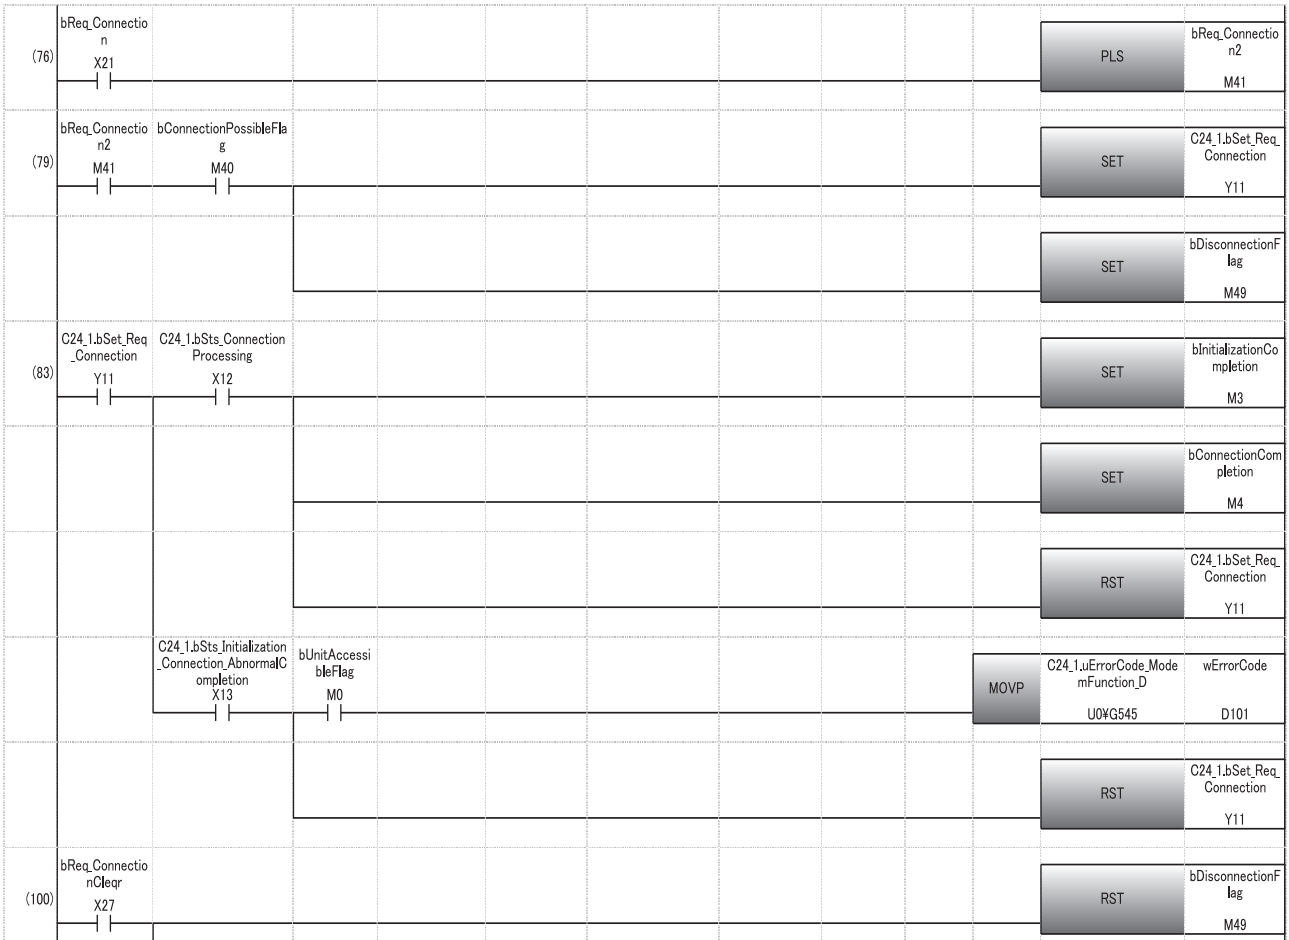 bReq_Connectio
n
(76)
X21
PLS
bReq_Connectio
n2
M41
bReq_Connectio
n2
bConnectionPossibleFla
g
(79)
M41
M40
SET
C24_1.bSet_Req_
Connection
Y11
SET
bDisconnectionF
lag
M49
C24_1.bSet_Req
_Connection
C24_1.bSts_Connection
Processing
(83)
Y11
X12
SET
bInitializationCo
mpletion
M3
SET
bConnectionCom
pletion
M4
RST
C24_1.bSet_Req_
Connection
Y11
C24_1.bSts_Initialization
_Connection_AbnormalC
ompletion
X13
bUnitAccessi
bleFlag
M0
MOVP
C24_1.uErrorCode_Mode
mFunction_D
U0¥G545
wErrorCode
D101
RST
C24_1.bSet_Req_
Connection
Y11
bReq_Connectio
nCleqr
(100)
X27
RST
bDisconnectionF
lag
M49